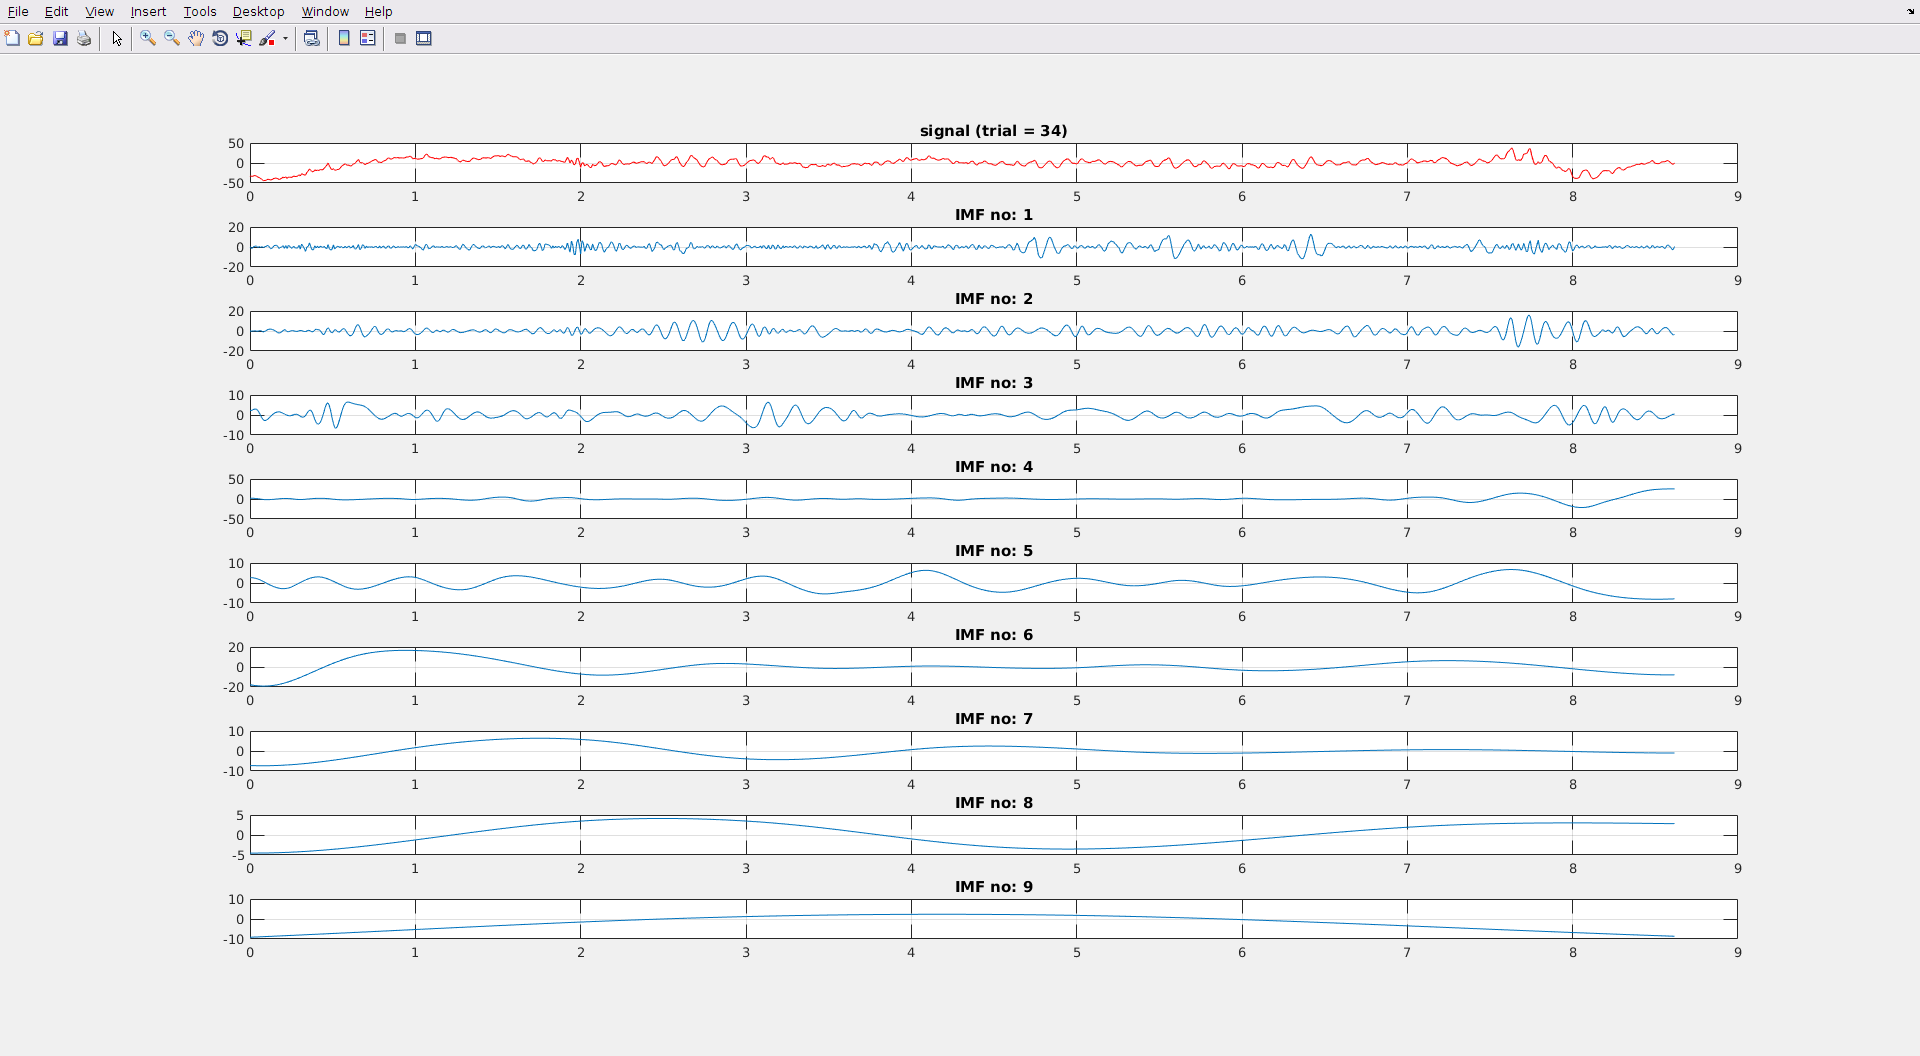 File Edit View Insert Tools Desktop Window Help
signal (trial = 34)
50
0
-50
0 1 2 3 4 5 6 7 8 9
IMF no: 1
20
0
-20
0 1 2 3 4 5 6 7 8 9
IMF no: 2
20
0
-20
0 1 2 3 4 5 6 7 8 9
IMF no: 3
10
0
-10
0 1 2 3 4 5 6 7 8 9
IMF no: 4
50
0
-50
0 1 2 3 4 5 6 7 8 9
IMF no: 5
10
0
-10
0 1 2 3 4 5 6 7 8 9
IMF no: 6
20
0
-20
0 1 2 3 4 5 6 7 8 9
IMF no: 7
10
0
-10
0 1 2 3 4 5 6 7 8 9
IMF no: 8
5
0
-5
0 1 2 3 4 5 6 7 8 9
IMF no: 9
10
0
-10
0 1 2 3 4 5 6 7 8 9